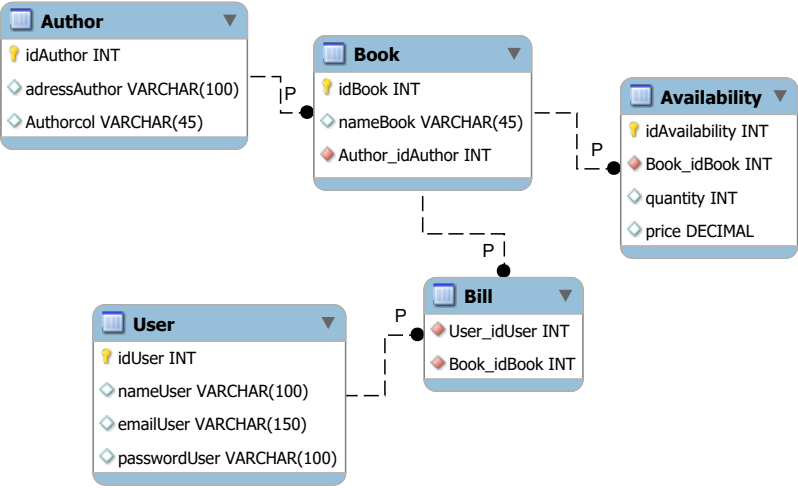 Author
idAuthor INT
adressAuthor VARCHAR(100)
Authorcol VARCHAR(45)
P
Book
idBook INT
nameBook VARCHAR(45)
Author_idAuthor INT
P
Availability
idAvailability INT
Book_idBook INT
quantity INT
price DECIMAL
P
Bill
User_idUser INT
Book_idBook INT
P
User
idUser INT
nameUser VARCHAR(100)
emailUser VARCHAR(150)
passwordUser VARCHAR(100)